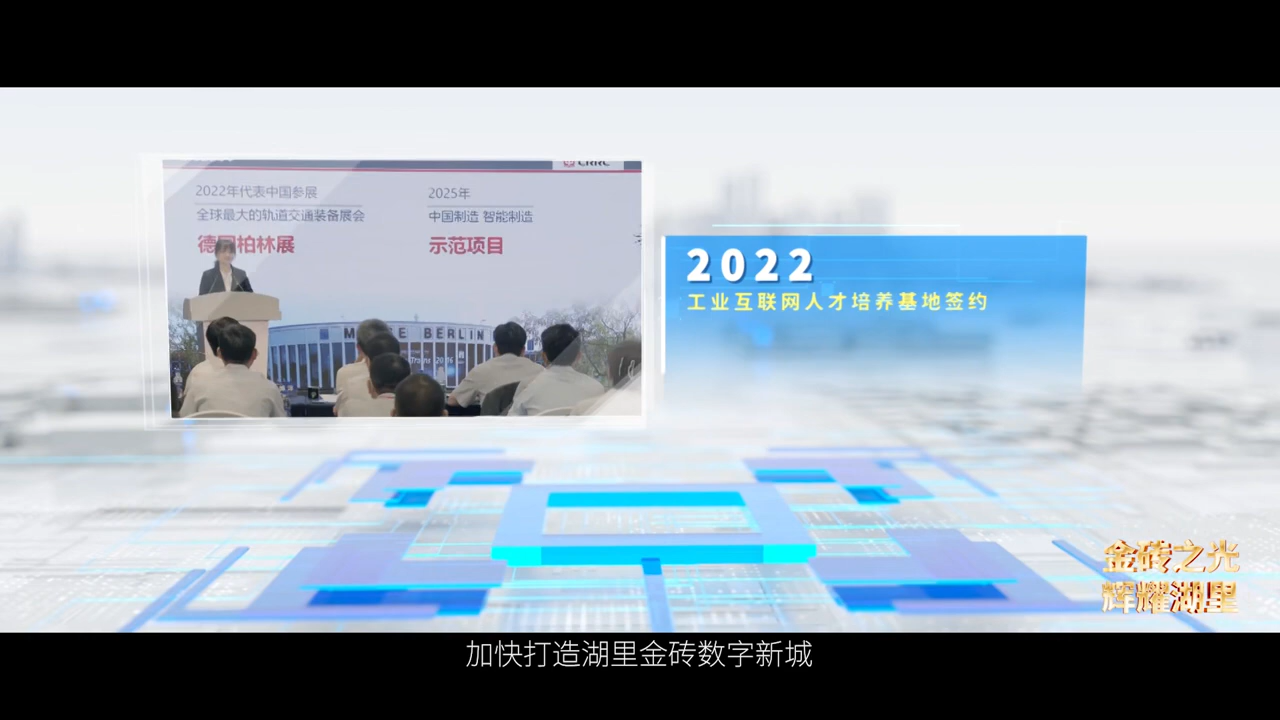 CRRC
2022年代表中国参展
全球最大的轨道交通装备展会
德国柏林展
2025年
中国制造 智能制造
示范项目
BERLIN
2022
工业互联网人才培养基地签约
金砖之光
辉耀湖里
加快打造湖里金砖数字新城